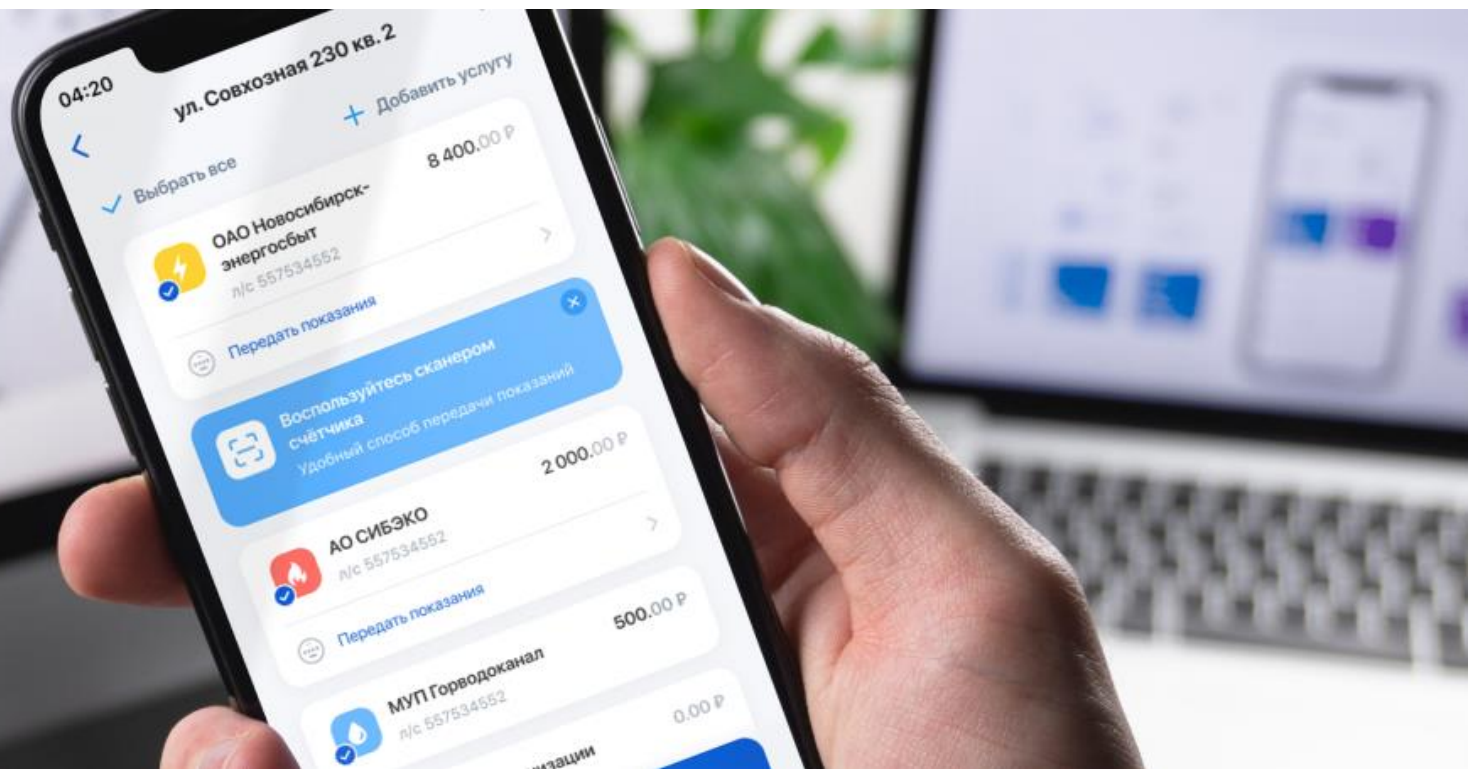 04:20
ул. Совхозная 230 кв. 2
Выбрать все
+ Добавить услугу
ОАО Новосибирск-
энергосбыт
8 400.00 ₽
л/с 557534552
Передать показания
Воспользуйтесь сканером
счётчика
Удобный способ передачи показаний
АО СИБЭКО
2 000.00 ₽
л/с 557534552
Передать показания
МУП Горводоканал
500.00 ₽
л/с 557534552
0.00 ₽